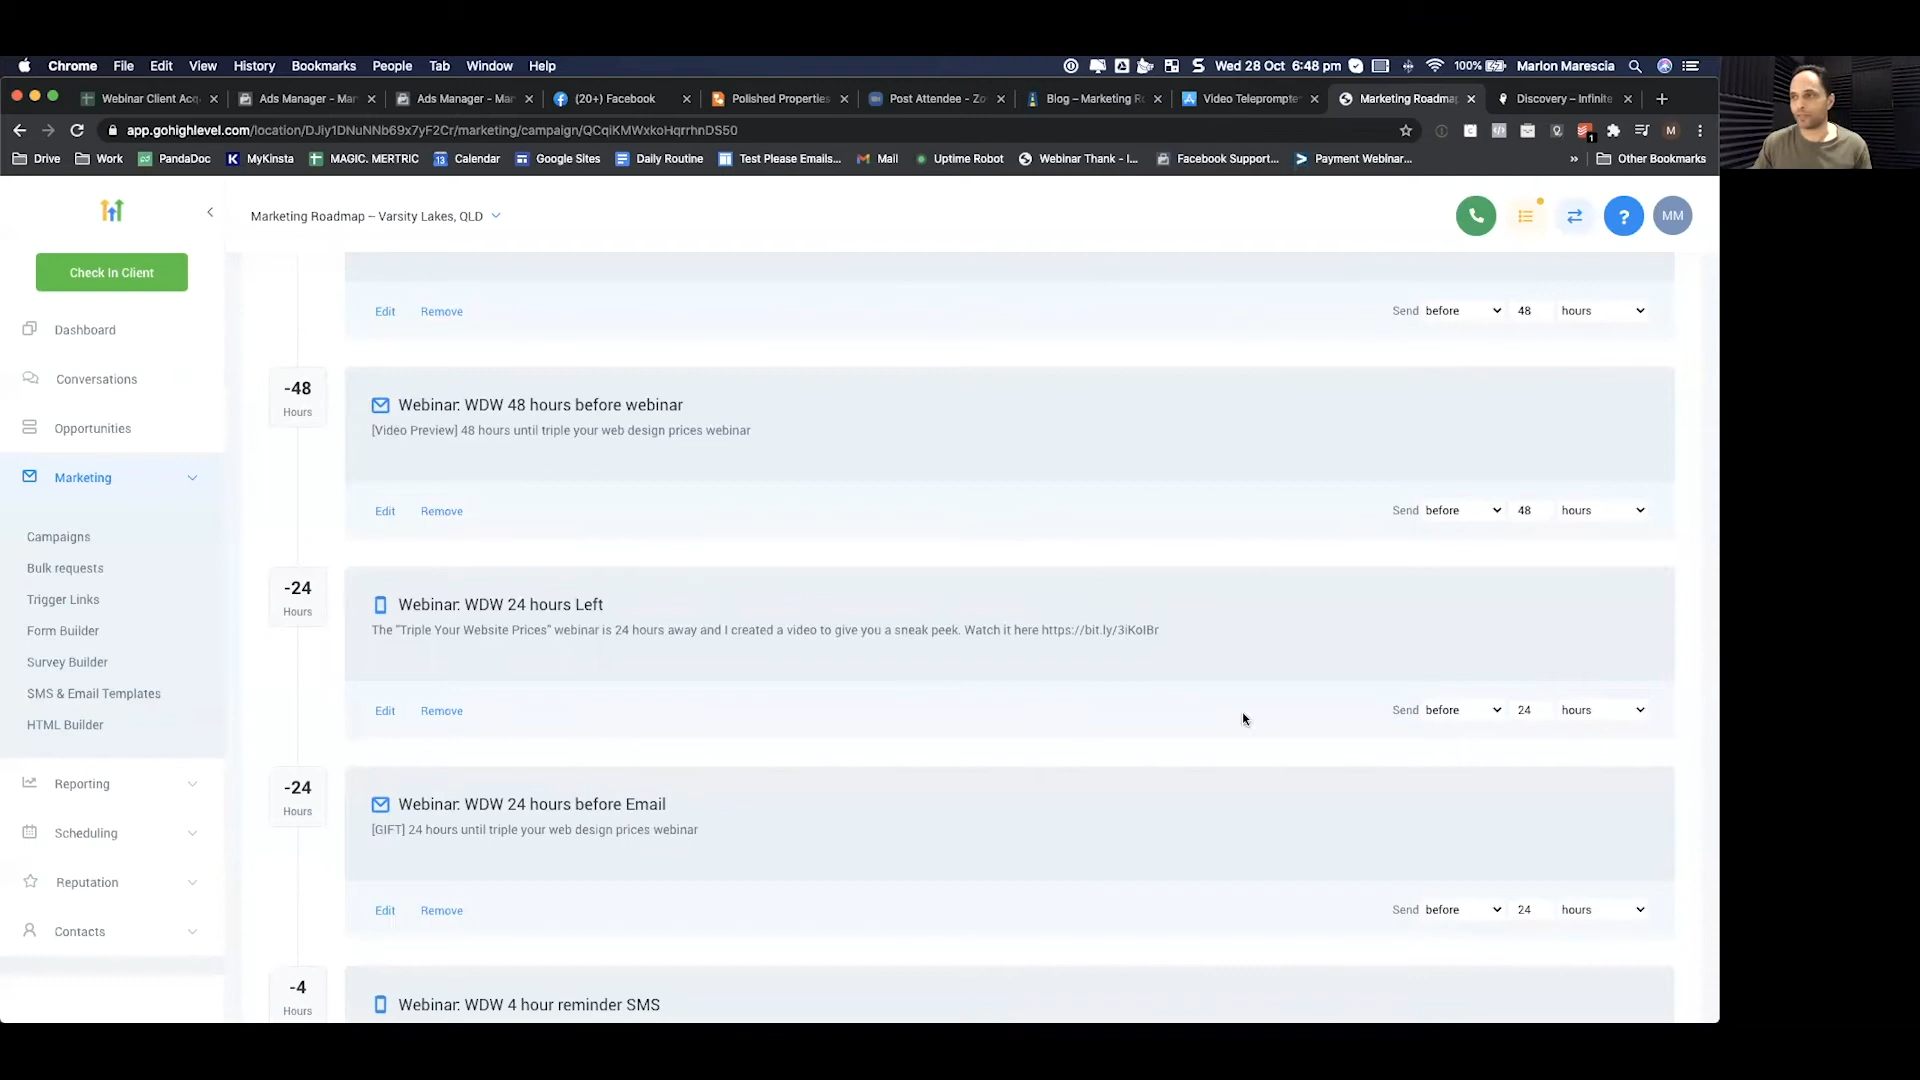 Chrome File Edit View History Bookmarks People Tab Window Help
Wed 28 Oct 6:48 pm 100% Marlon Marescia
Webinar Client Acq Ads Manager - Mar Ads Manager - Mar (20+) Facebook Polished Properties Post Attendee - Zo Blog – Marketing Ro Video Teleprompte Marketing Roadmap Discovery – Infinite
app.gohighlevel.com/location/DJiy1DNuNNb69x7yF2Cr/marketing/campaign/QCqiKMWxkoHqrrhnDS50
M
Drive Work PandaDoc MyKinsta MAGIC. MERTRIC Calendar Google Sites Daily Routine Test Please Emails... Mail Uptime Robot Webinar Thank - I... Facebook Support... Payment Webinar... » Other Bookmarks
Marketing Roadmap -- Varsity Lakes, QLD
? MM
Check In Client
Dashboard
Conversations
Opportunities
Marketing
Campaigns
Bulk requests
Trigger Links
Form Builder
Survey Builder
SMS & Email Templates
HTML Builder
Reporting
Scheduling
Reputation
Contacts
Edit Remove Send before 48 hours
-48
Hours
Webinar: WDW 48 hours before webinar
[Video Preview] 48 hours until triple your web design prices webinar
Edit Remove Send before 48 hours
-24
Hours
Webinar: WDW 24 hours Left
The "Triple Your Website Prices" webinar is 24 hours away and I created a video to give you a sneak peek. Watch it here https://bit.ly/3iKoIBr
Edit Remove Send before 24 hours
-24
Hours
Webinar: WDW 24 hours before Email
[GIFT] 24 hours until triple your web design prices webinar
Edit Remove Send before 24 hours
-4
Hours
Webinar: WDW 4 hour reminder SMS